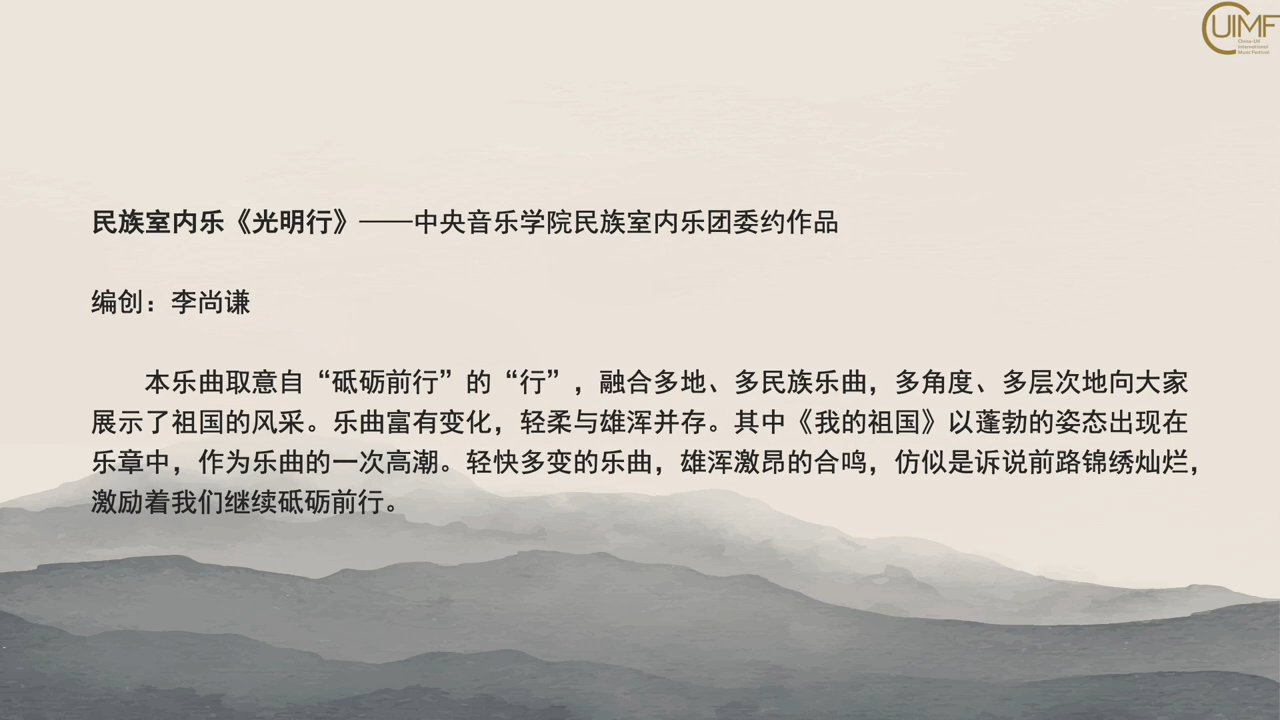 CUIMF
China-UK
International
Music Festival
民族室内乐《光明行》——中央音乐学院民族室内乐团委约作品
编创：李尚谦
本乐曲取意自“砥砺前行”的“行”，融合多地、多民族乐曲，多角度、多层次地向大家
展示了祖国的风采。乐曲富有变化，轻柔与雄浑并存。其中《我的祖国》以蓬勃的姿态出现在
乐章中，作为乐曲的一次高潮。轻快多变的乐曲，雄浑激昂的合鸣，仿似是诉说前路锦绣灿烂，
激励着我们继续砥砺前行。